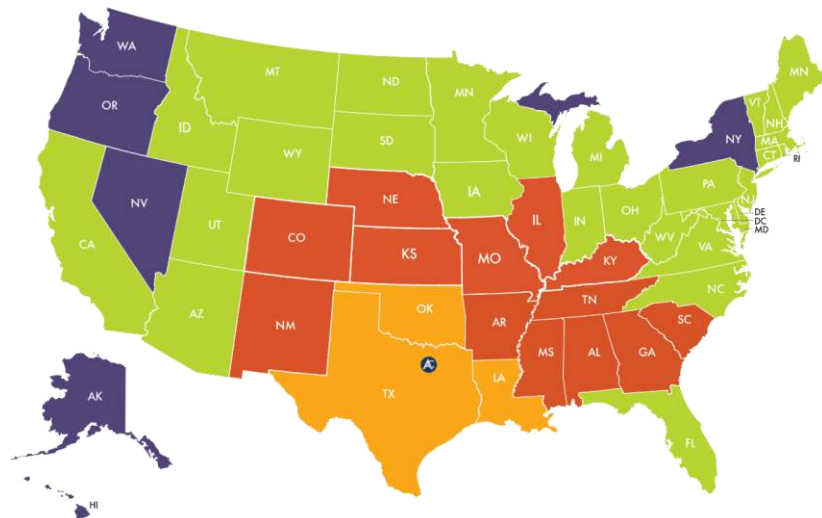 WA
MT
ND
MN
MN
OR
ID
SD
WI
VT
NH
NY
MA
CT
RI
WY
MI
IA
PA
NJ
NV
NE
IL
IN
OH
DE
DC
MD
UT
CO
WV
VA
CA
KS
MO
KY
NC
AZ
NM
OK
AR
TN
SC
MS
AL
GA
A
TX
LA
AK
FL
HI